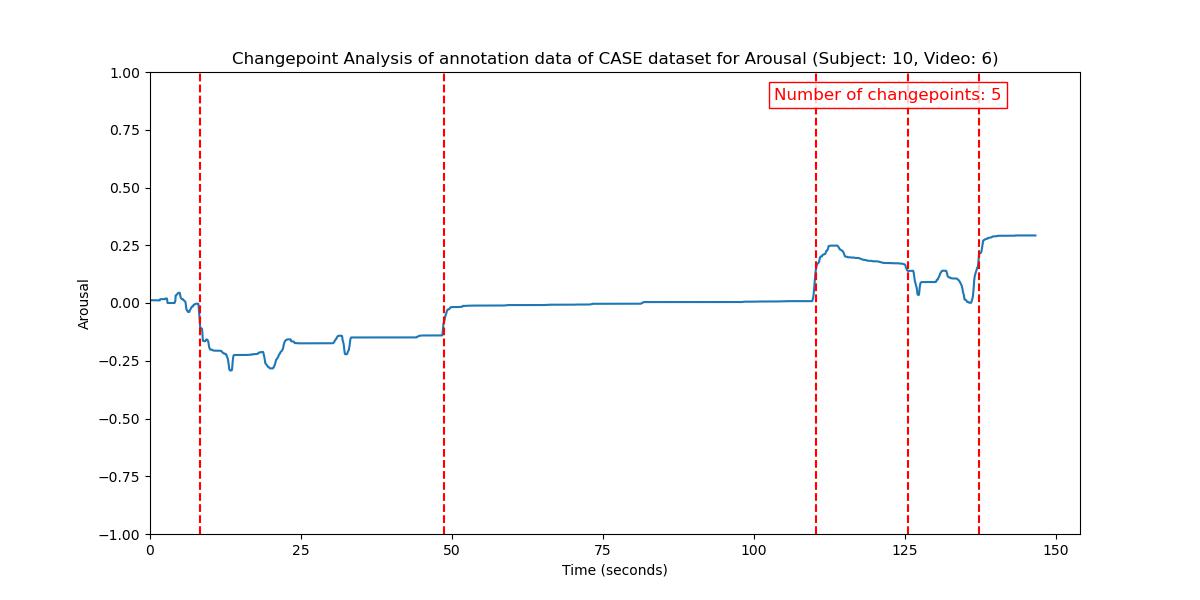 Changepoint Analysis of annotation data of CASE dataset for Arousal (Subject: 10, Video: 6)
Number of changepoints: 5
1.00
0.75
0.50
0.25
0.00
−0.25
−0.50
−0.75
−1.00
Arousal
0 25 50 75 100 125 150
Time (seconds)